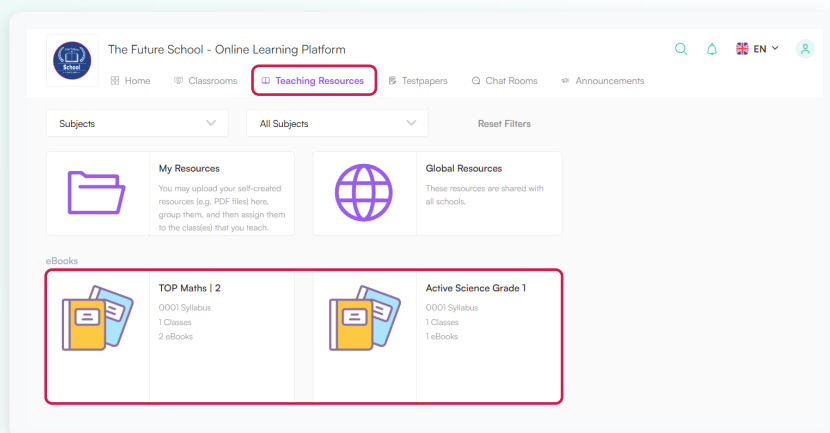 The Future School - Online Learning Platform
EN
School
Home
Classrooms
Teaching Resources
Testpapers
Chat Rooms
Announcements
Subjects
All Subjects
Reset Filters
My Resources
You may upload your self-created
resources (e.g. PDF files) here,
group them, and then assign them
to the class(es) that you teach.
Global Resources
These resources are shared with
all schools.
eBooks
TOP Maths | 2
0001 Syllabus
1 Classes
2 eBooks
Active Science Grade 1
0001 Syllabus
1 Classes
1 eBooks